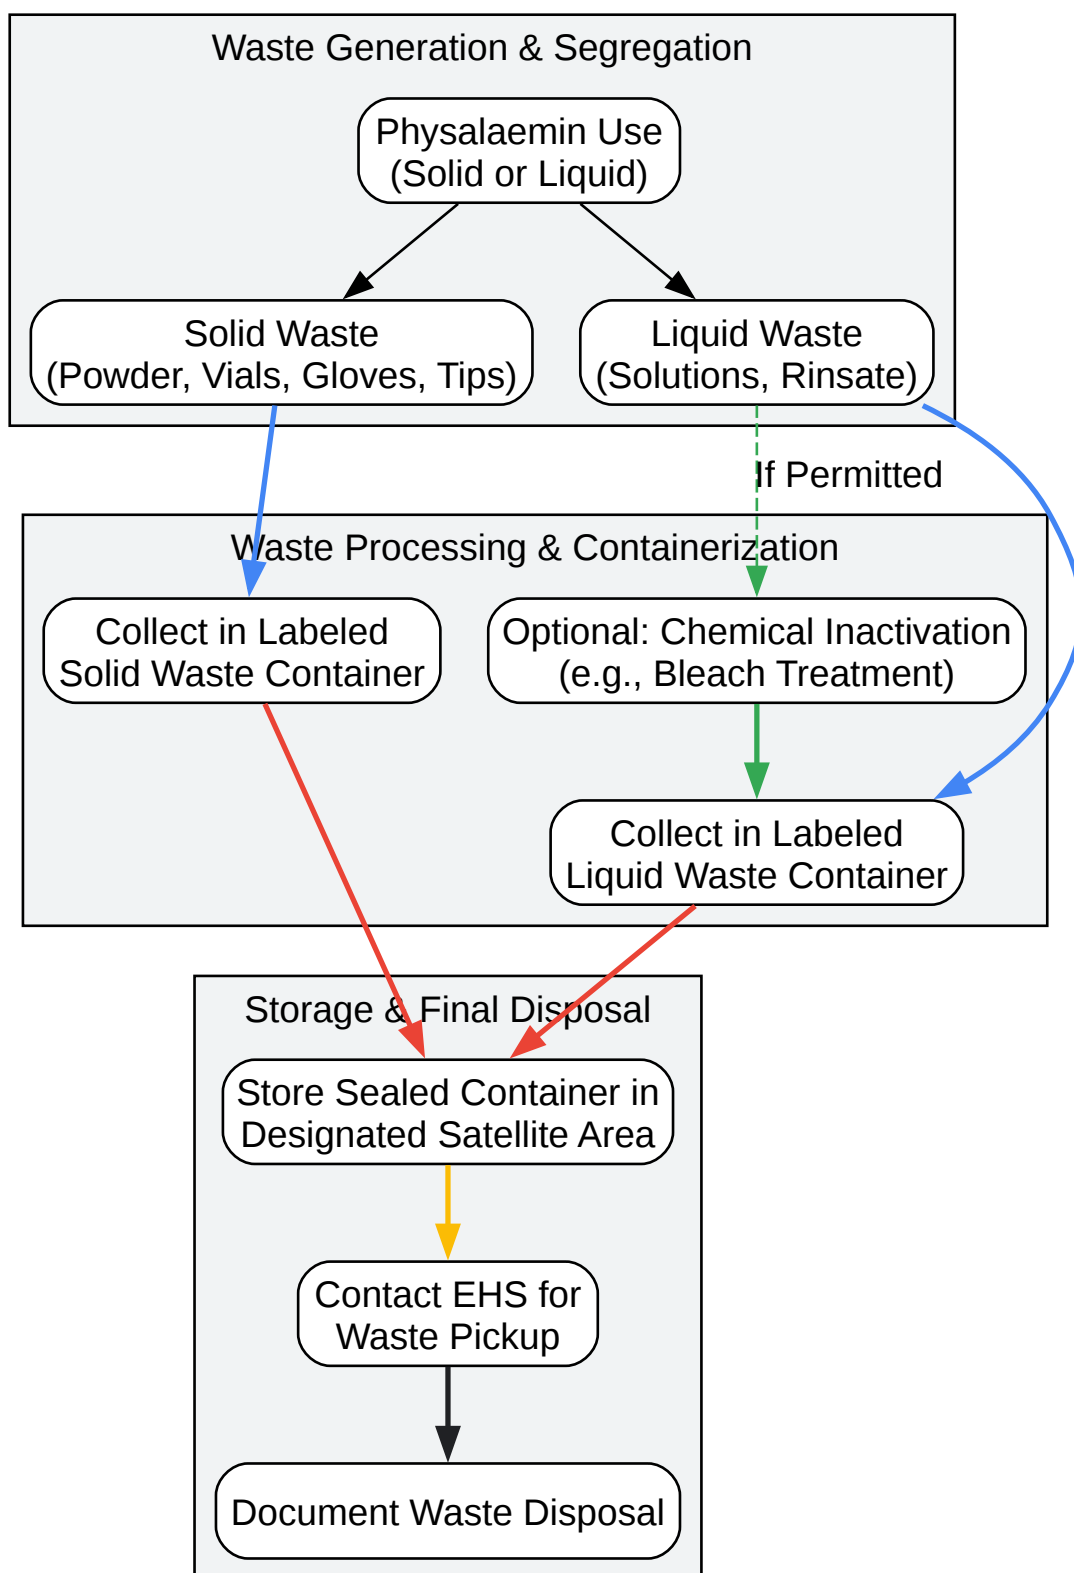 Waste Generation & Segregation
Physalaemin Use
(Solid or Liquid)
Solid Waste
(Powder, Vials, Gloves, Tips)
Liquid Waste
(Solutions, Rinsate)
If Permitted
Waste Processing & Containerization
Collect in Labeled
Solid Waste Container
Optional: Chemical Inactivation
(e.g., Bleach Treatment)
Collect in Labeled
Liquid Waste Container
Storage & Final Disposal
Store Sealed Container in
Designated Satellite Area
Contact EHS for
Waste Pickup
Document Waste Disposal